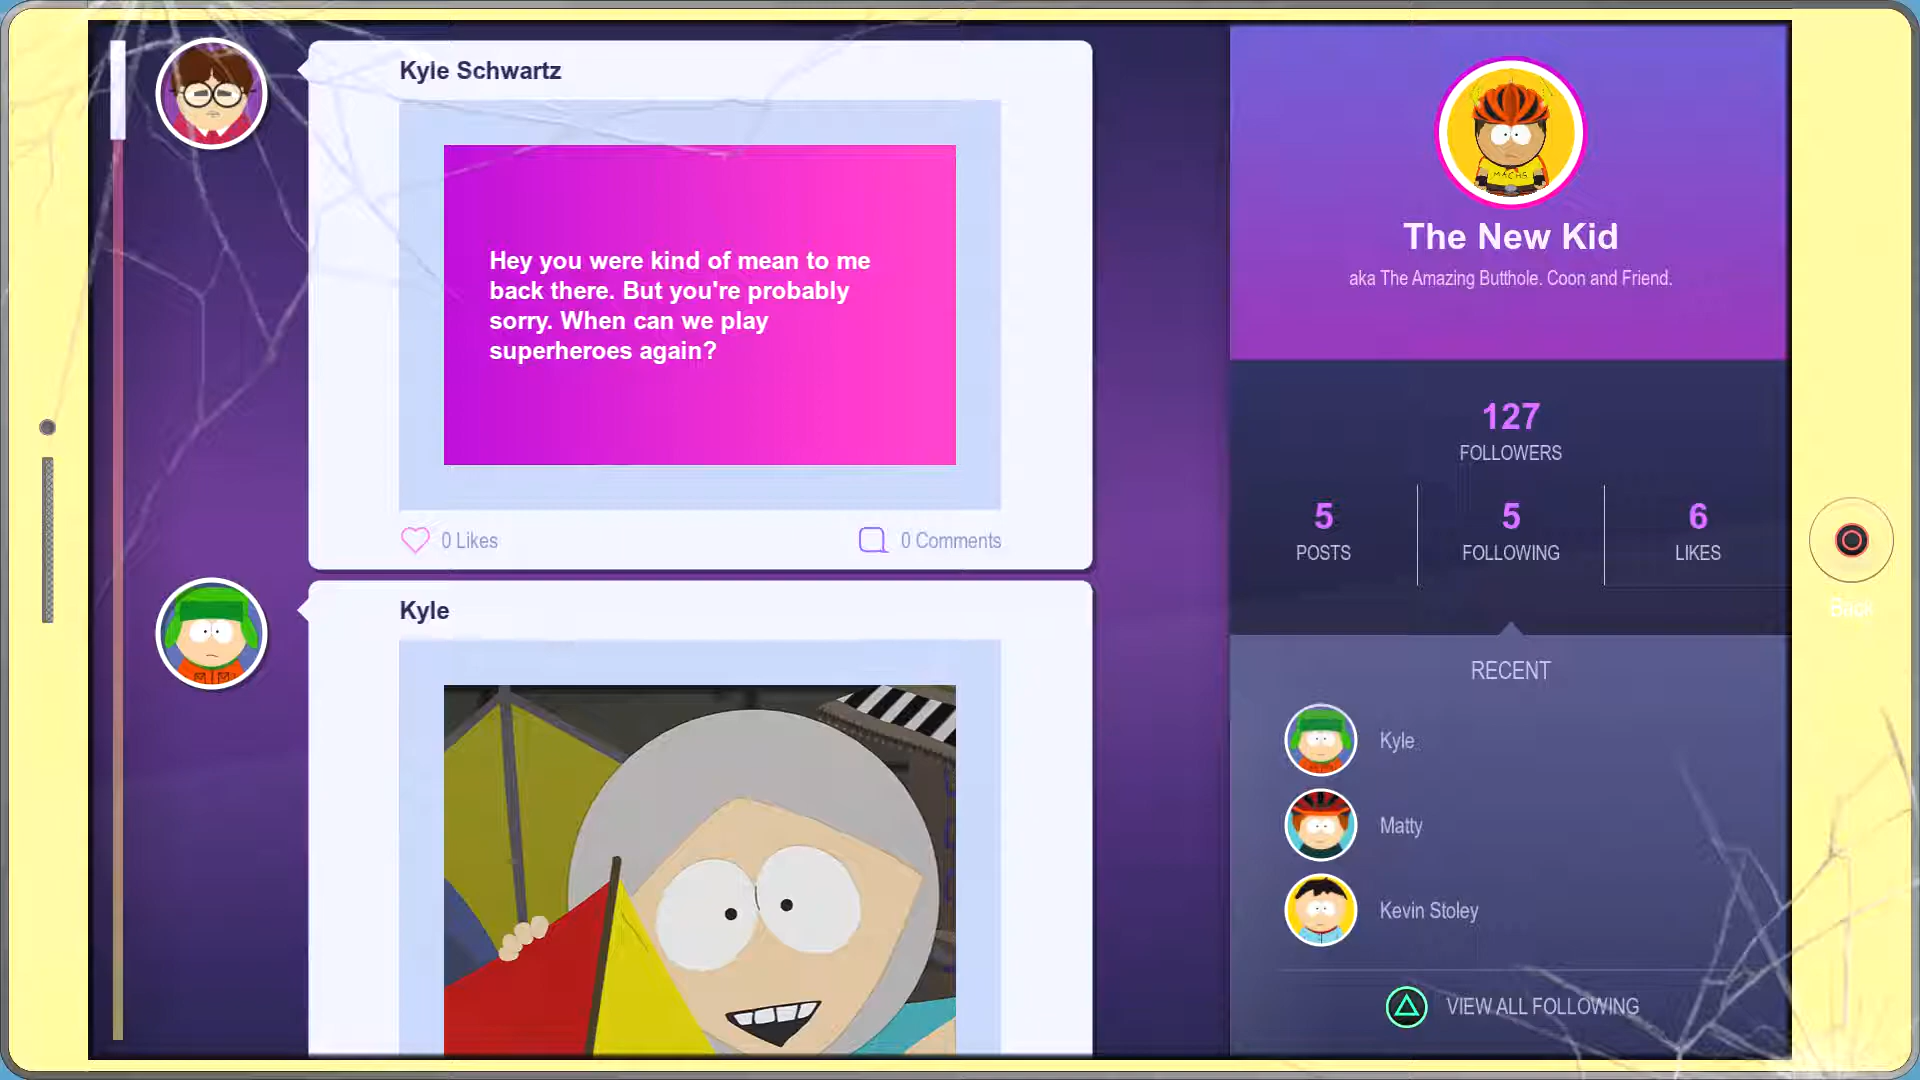 Kyle Schwartz
Hey you were kind of mean to me
back there. But you're probably
sorry. When can we play
superheroes again?
0 Likes
0 Comments
Kyle
The New Kid
aka The Amazing Butthole. Coon and Friend.
127
FOLLOWERS
5
POSTS
5
FOLLOWING
6
LIKES
RECENT
Kyle
Matty
Kevin Stoley
VIEW ALL FOLLOWING
Back